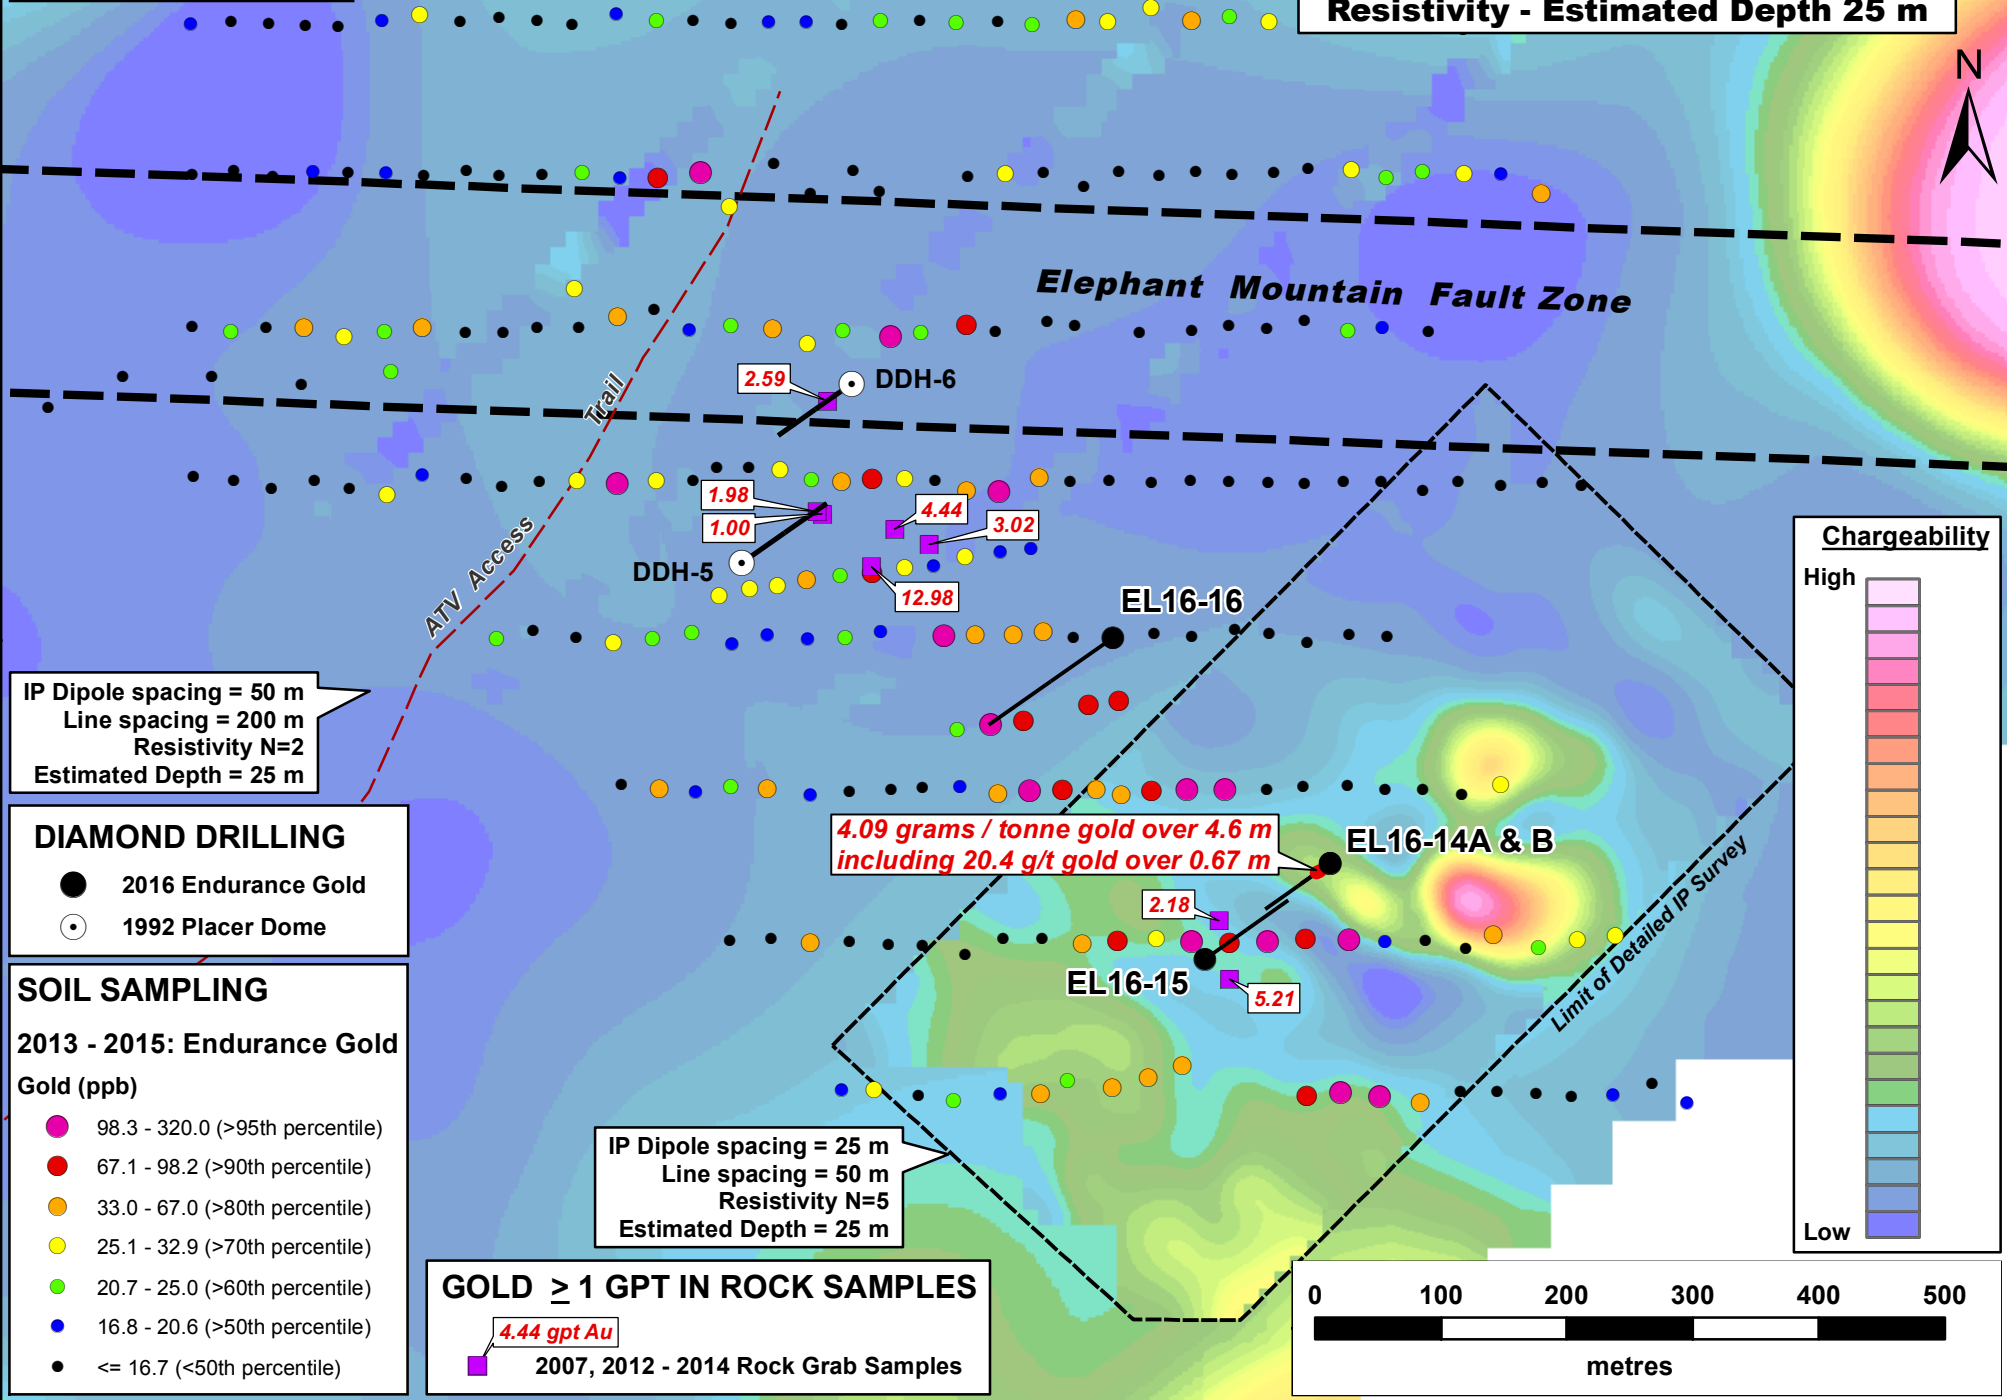 Resistivity - Estimated Depth 25 m
N
Elephant Mountain Fault Zone
2.59
DDH-6
ATV Access Trail
1.98
1.00
4.44
3.02
DDH-5
12.98
EL16-16
Chargeability
High
Low
IP Dipole spacing = 50 m
Line spacing = 200 m
Resistivity N=2
Estimated Depth = 25 m
4.09 grams / tonne gold over 4.6 m
including 20.4 g/t gold over 0.67 m
EL16-14A & B
2.18
EL16-15
5.21
Limit of Detailed IP Survey
DIAMOND DRILLING
2016 Endurance Gold
1992 Placer Dome
SOIL SAMPLING
2013 - 2015: Endurance Gold
Gold (ppb)
98.3 - 320.0 (>95th percentile)
67.1 - 98.2 (>90th percentile)
33.0 - 67.0 (>80th percentile)
25.1 - 32.9 (>70th percentile)
20.7 - 25.0 (>60th percentile)
16.8 - 20.6 (>50th percentile)
<= 16.7 (<50th percentile)
IP Dipole spacing = 25 m
Line spacing = 50 m
Resistivity N=5
Estimated Depth = 25 m
GOLD ≥ 1 GPT IN ROCK SAMPLES
4.44 gpt Au
2007, 2012 - 2014 Rock Grab Samples
0 100 200 300 400 500
metres